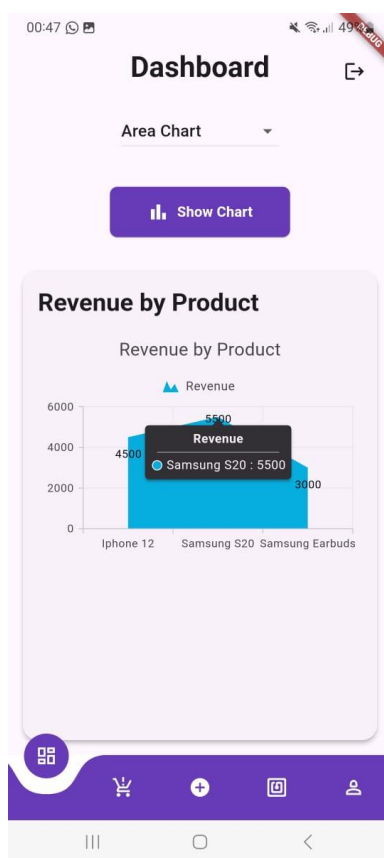 00:47
49%
DEBUG
Dashboard
Area Chart
Show Chart
Revenue by Product
Revenue by Product
Revenue
6000
5500
Revenue
4000
4500
Samsung S20 : 5500
2000
3000
0
Iphone 12 Samsung S20 Samsung Earbuds